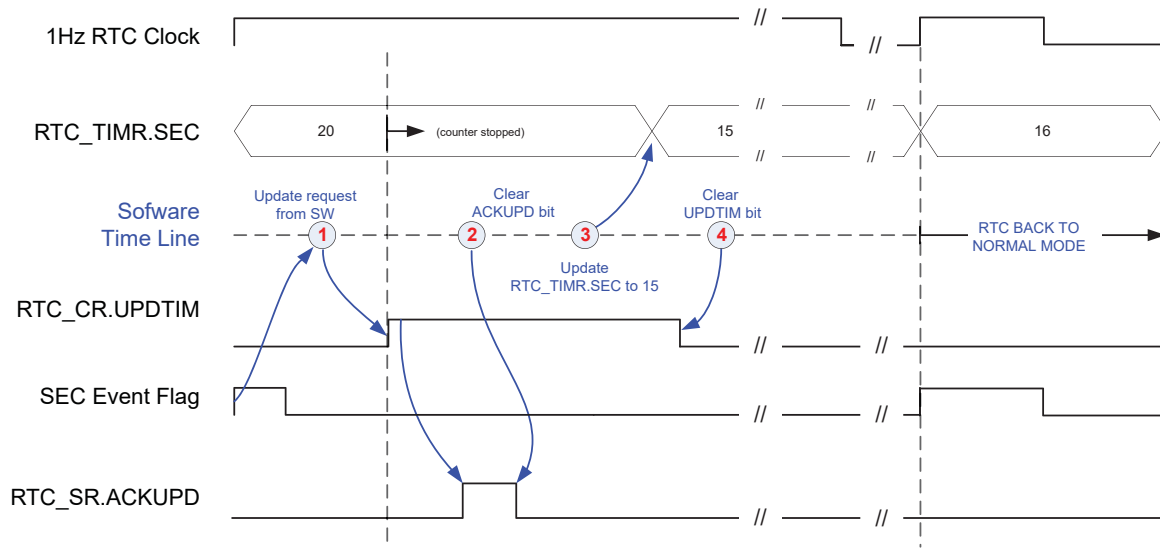 1Hz RTC Clock
//
//
RTC_TIMR.SEC
20
(counter stopped)
15
//
//
//
//
16
Sofware
Time Line
Update request
from SW
1
Clear
ACKUPD bit
2
3
Update
RTC_TIMR.SEC to 15
Clear
UPDTIM bit
4
RTC BACK TO
NORMAL MODE
RTC_CR.UPDTIM
//
//
SEC Event Flag
//
//
RTC_SR.ACKUPD
//
//